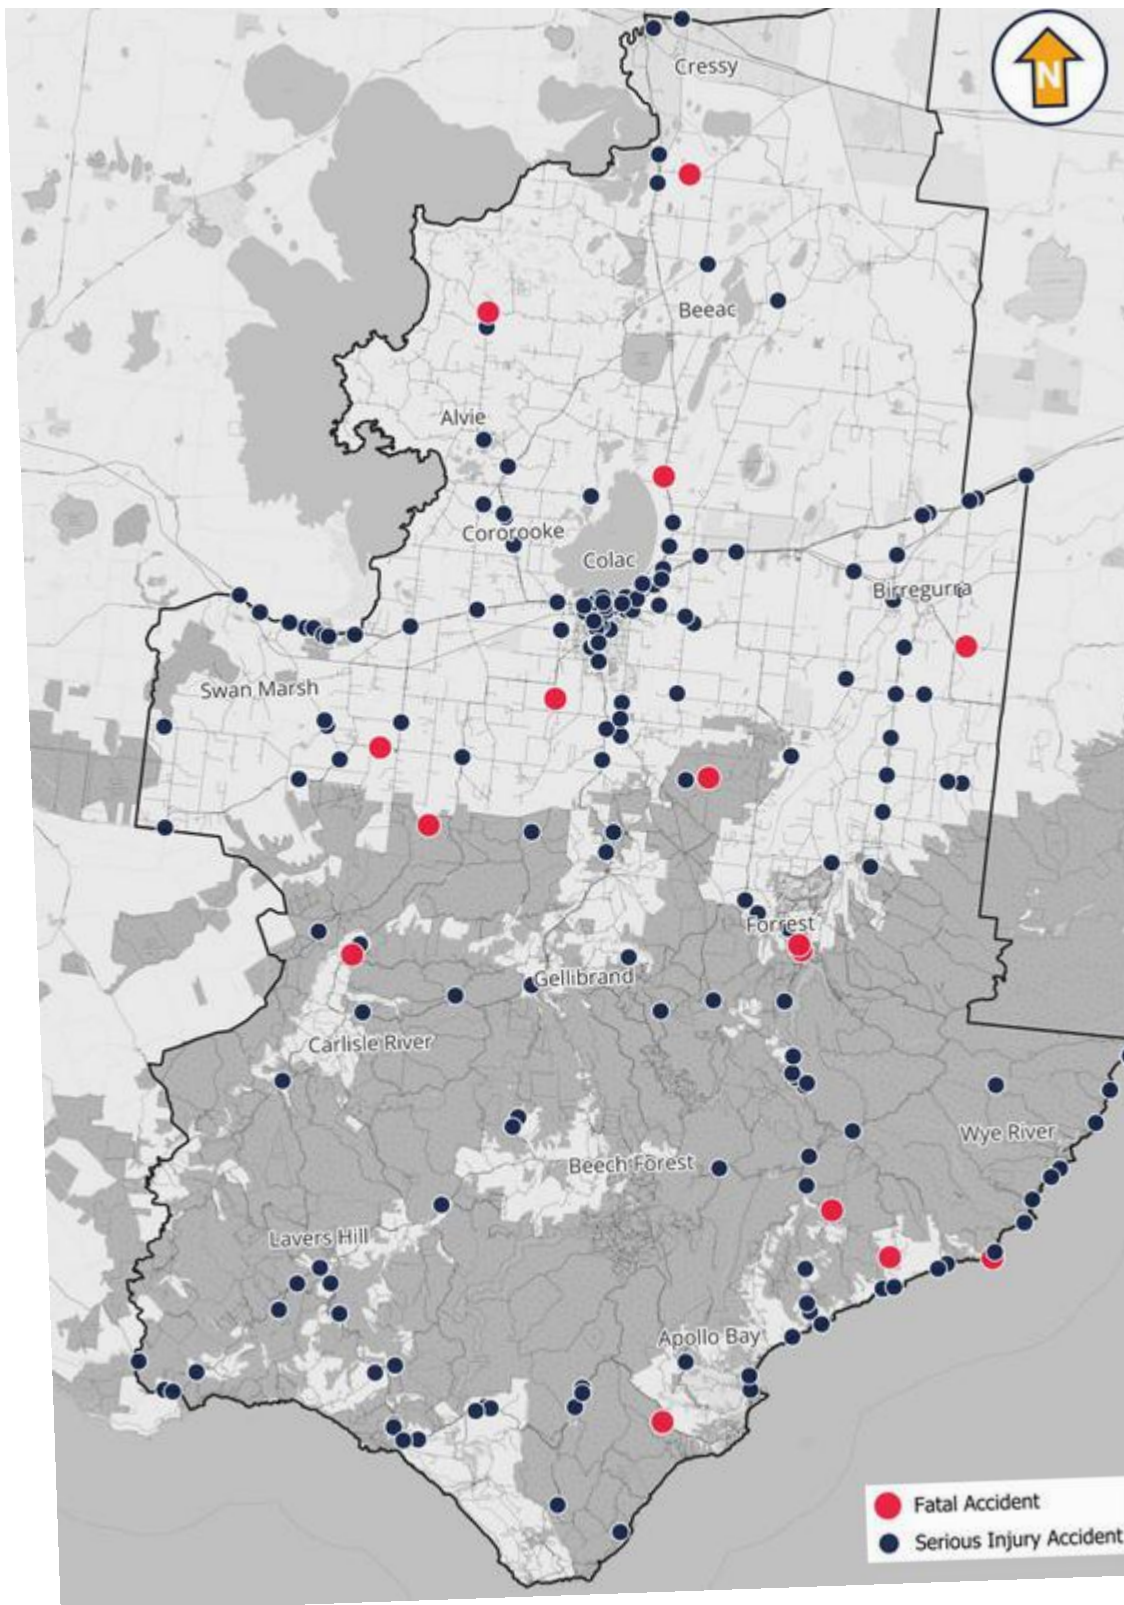 Cressy
N
Beeac
Alvie
Cororooke
Colac
Birregurra
Swan Marsh
Forrest
Gellibrand
Carlisle River
Wye River
Beech Forest
Lavers Hill
Apollo Bay
Fatal Accident
Serious Injury Accident